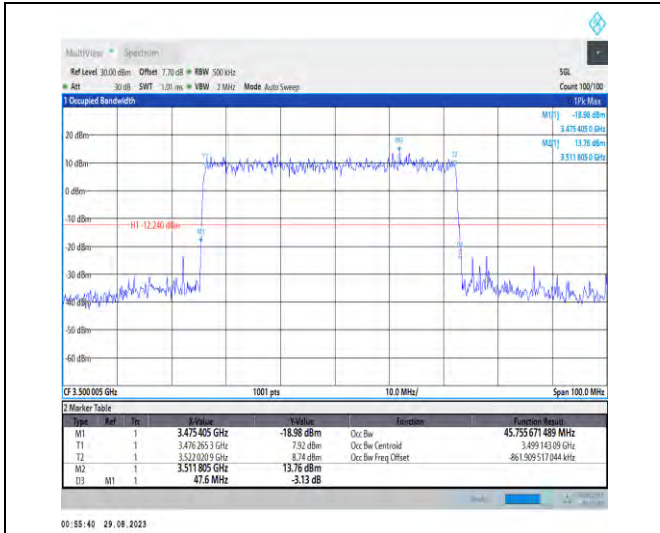 MultiView Spectrum
Ref Level 30.00 dBm Offset 7.70 dB RBW 500 kHz SGL
Att 30 dB SWT 1.01 ms VBW 2 MHz Mode Auto Sweep Count 100/100
1 Occupied Bandwidth 1Pk Max
M1[1] -18.98 dBm
3.475 405 0 GHz
M2[1] 13.76 dBm
3.511 805 0 GHz
20 dBm
M2
T1 T2
10 dBm
0 dBm
-10 dBm
H1 -12.240 dBm
M1
-20 dBm
-30 dBm
-40 dBm
-50 dBm
-60 dBm
CF 3.500 005 GHz 1001 pts 10.0 MHz/ Span 100.0 MHz
2 Marker Table
Type Ref Trc X-Value Y-Value Function Function Result
M1 1 3.475 405 GHz -18.98 dBm Occ Bw 45.755 671 489 MHz
T1 1 3.476 265 3 GHz 7.92 dBm Occ Bw Centroid 3.499 143 09 GHz
T2 1 3.522 020 9 GHz 8.74 dBm Occ Bw Freq Offset -861.909 517 044 kHz
M2 1 3.511 805 GHz 13.76 dBm
D3 M1 1 47.6 MHz -3.13 dB
00:55:40 29.08.2023